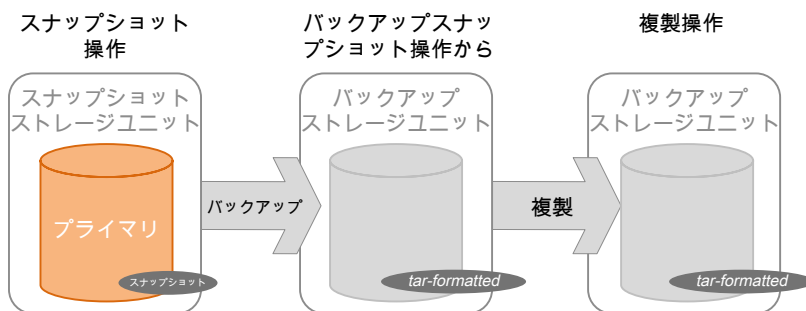 スナップショット
操作
バックアップスナッ
プショット操作から
複製操作
スナップショット
ストレージユニット
バックアップ
ストレージユニット
バックアップ
ストレージユニット
プライマリ
バックアップ
複製
スナップショット
tar-formatted
tar-formatted